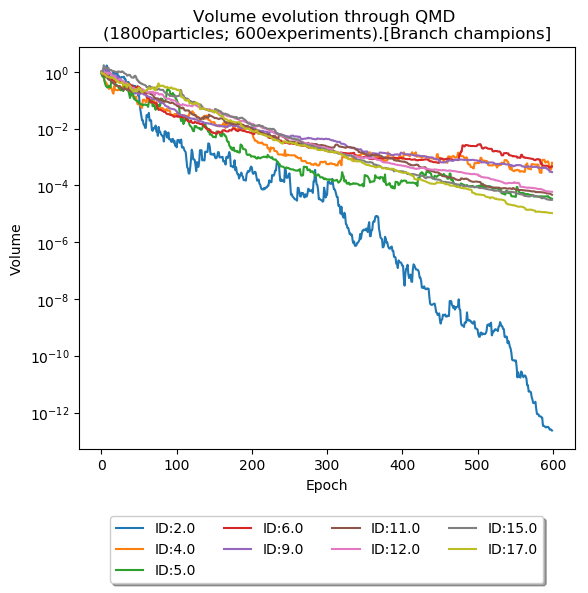 Volume evolution through QMD
(1800particles; 600experiments).[Branch champions]
10^0
10^-2
10^-4
10^-6
10^-8
10^-10
10^-12
Volume
0 100 200 300 400 500 600
Epoch
ID:2.0 ID:6.0 ID:11.0 ID:15.0
ID:4.0 ID:9.0 ID:12.0 ID:17.0
ID:5.0